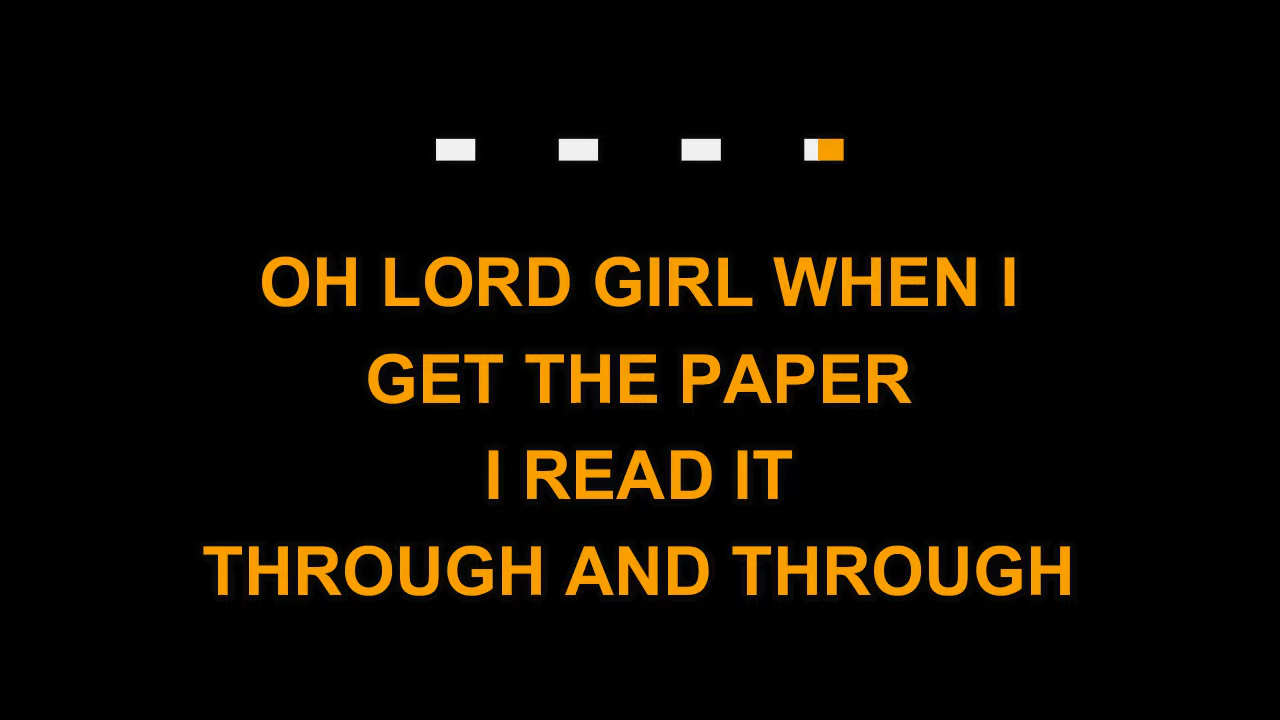 OH LORD GIRL WHEN I
GET THE PAPER
I READ IT
THROUGH AND THROUGH